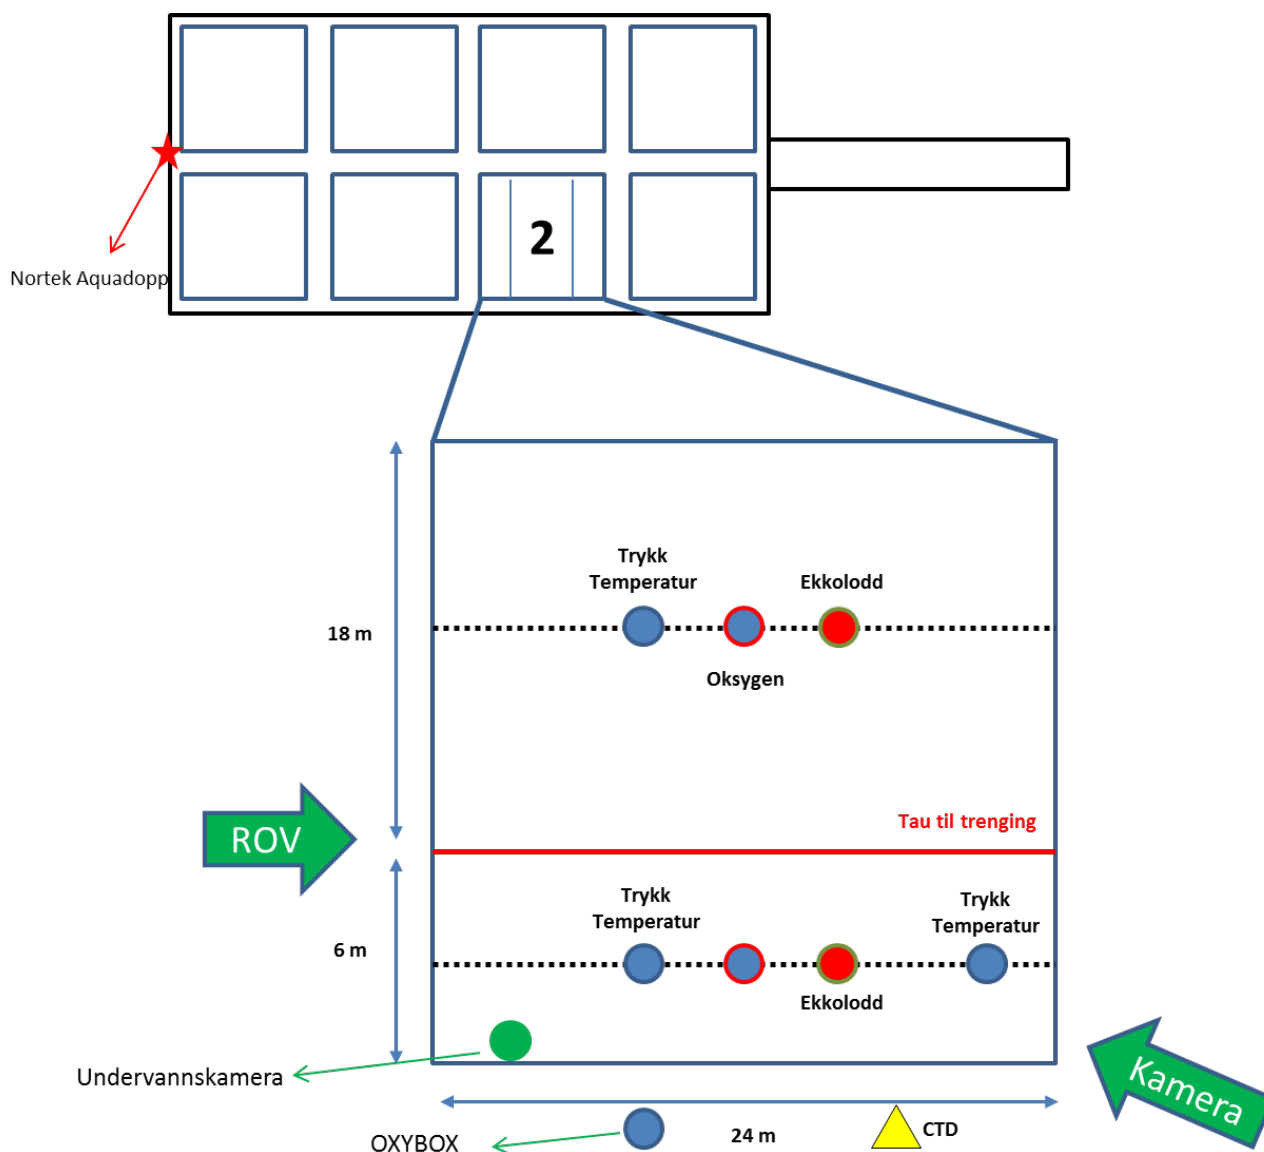 2
Nortek Aquadopp
Trykk
Temperatur
Ekkolodd
18 m
Oksygen
Tau til trenging
ROV
Trykk
Temperatur
Trykk
Temperatur
6 m
Ekkolodd
Undervannskamera
Kamera
OXYBOX
24 m
CTD